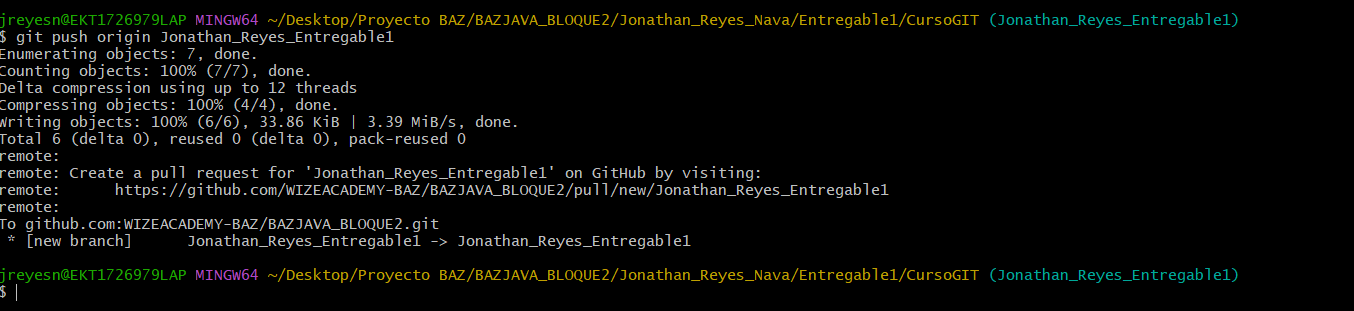 jreyesn@EKT1726979LAP MINGW64 ~/Desktop/Proyecto BAZ/BAZJAVA_BLOQUE2/Jonathan_Reyes_Nava/Entregable1/CursoGIT (Jonathan_Reyes_Entregable1)
$ git push origin Jonathan_Reyes_Entregable1
Enumerating objects: 7, done.
Counting objects: 100% (7/7), done.
Delta compression using up to 12 threads
Compressing objects: 100% (4/4), done.
Writing objects: 100% (6/6), 33.86 KiB | 3.39 MiB/s, done.
Total 6 (delta 0), reused 0 (delta 0), pack-reused 0
remote:
remote: Create a pull request for 'Jonathan_Reyes_Entregable1' on GitHub by visiting:
remote:      https://github.com/WIZEACADEMY-BAZ/BAZJAVA_BLOQUE2/pull/new/Jonathan_Reyes_Entregable1
remote:
To github.com:WIZEACADEMY-BAZ/BAZJAVA_BLOQUE2.git
 * [new branch]      Jonathan_Reyes_Entregable1 -> Jonathan_Reyes_Entregable1
jreyesn@EKT1726979LAP MINGW64 ~/Desktop/Proyecto BAZ/BAZJAVA_BLOQUE2/Jonathan_Reyes_Nava/Entregable1/CursoGIT (Jonathan_Reyes_Entregable1)
$